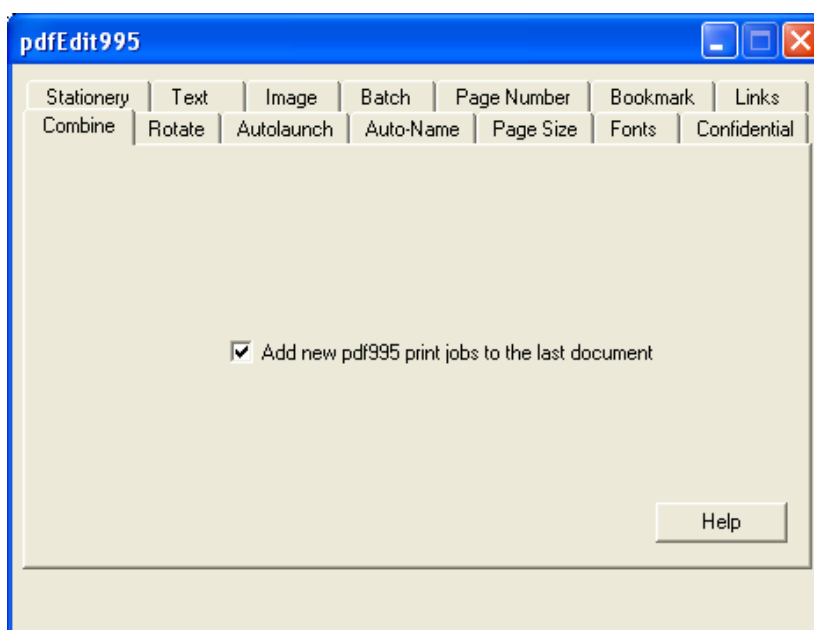 pdfEdit995
Stationery Text Image Batch Page Number Bookmark Links
Combine Rotate Autolaunch Auto-Name Page Size Fonts Confidential
Add new pdf995 print jobs to the last document
Help